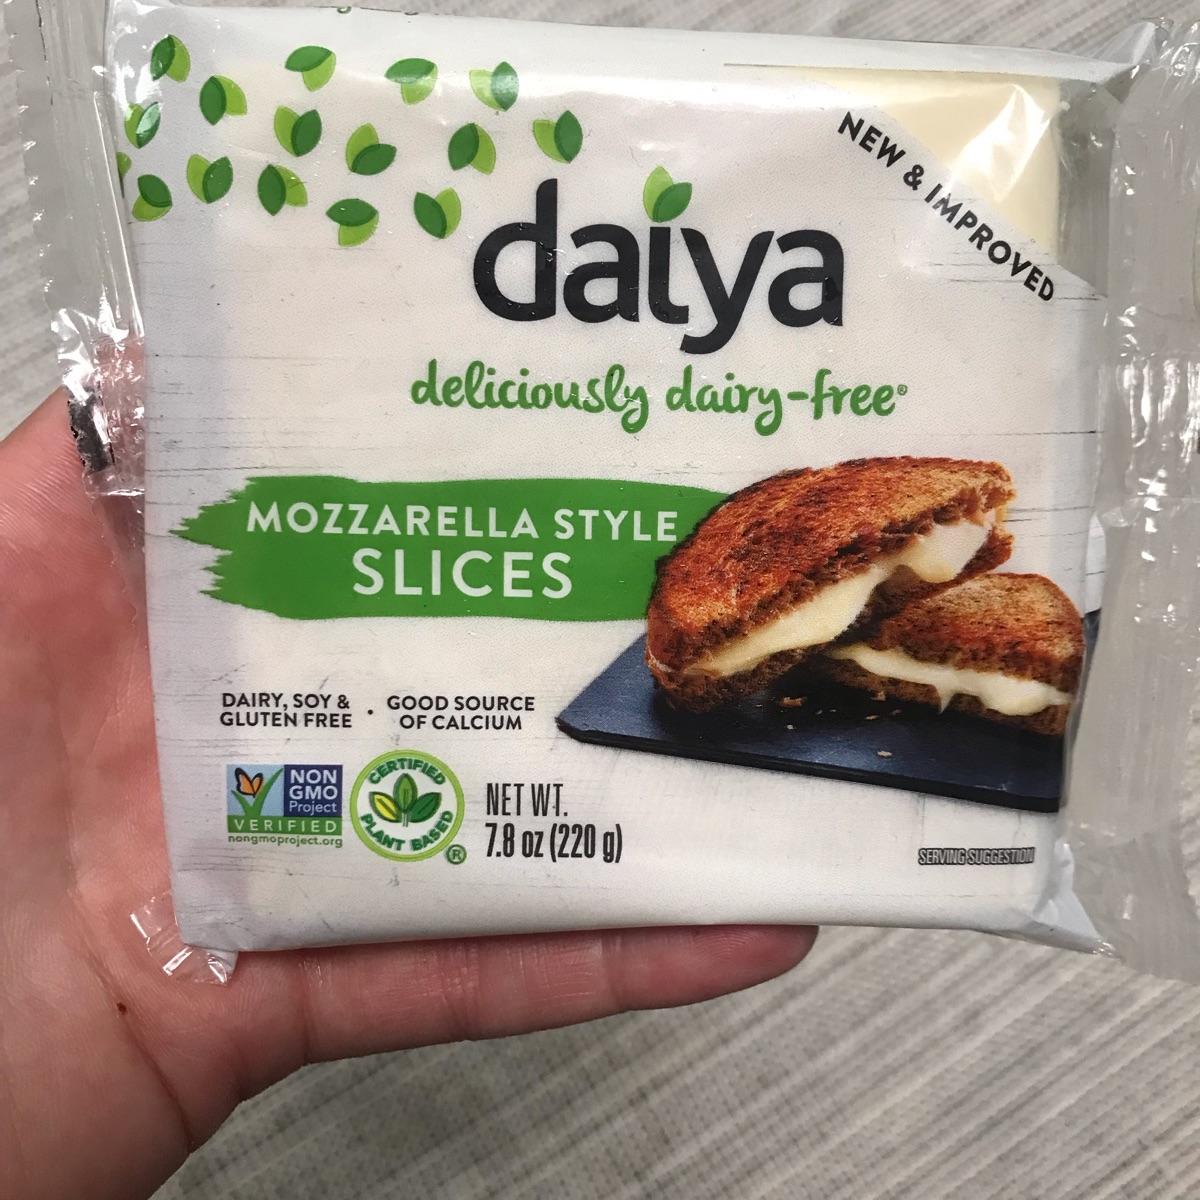 NEW & IMPROVED
daiya
deliciously dairy-free®
MOZZARELLA STYLE
SLICES
DAIRY, SOY &
GLUTEN FREE
· GOOD SOURCE
OF CALCIUM
NON
GMO
Project
VERIFIED
nongmoproject.org
CERTIFIED
PLANT BASED
®
NET WT.
7.8 oz (220 g)
SERVING SUGGESTION